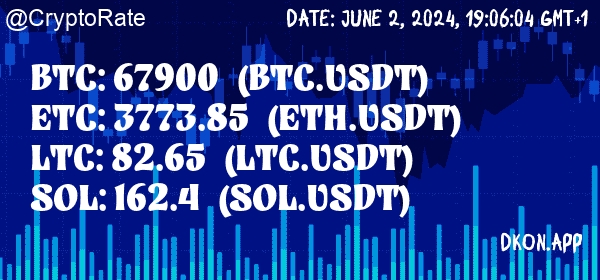 @CryptoRate
DATE: JUNE 2, 2024, 19:06:04 GMT+1
BTC: 67900 (BTC.USDT)
ETC: 3773.85 (ETH.USDT)
LTC: 82.65 (LTC.USDT)
SOL: 162.4 (SOL.USDT)
DKON.APP